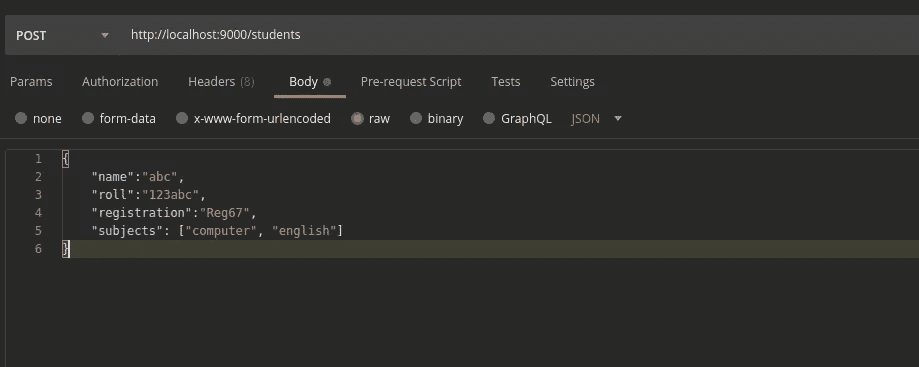 POST http://localhost:9000/students
Params Authorization Headers (8) Body Pre-request Script Tests Settings
none form-data x-www-form-urlencoded raw binary GraphQL JSON
1 {
2 "name":"abc",
3 "roll":"123abc",
4 "registration":"Reg67",
5 "subjects": ["computer", "english"]
6 }